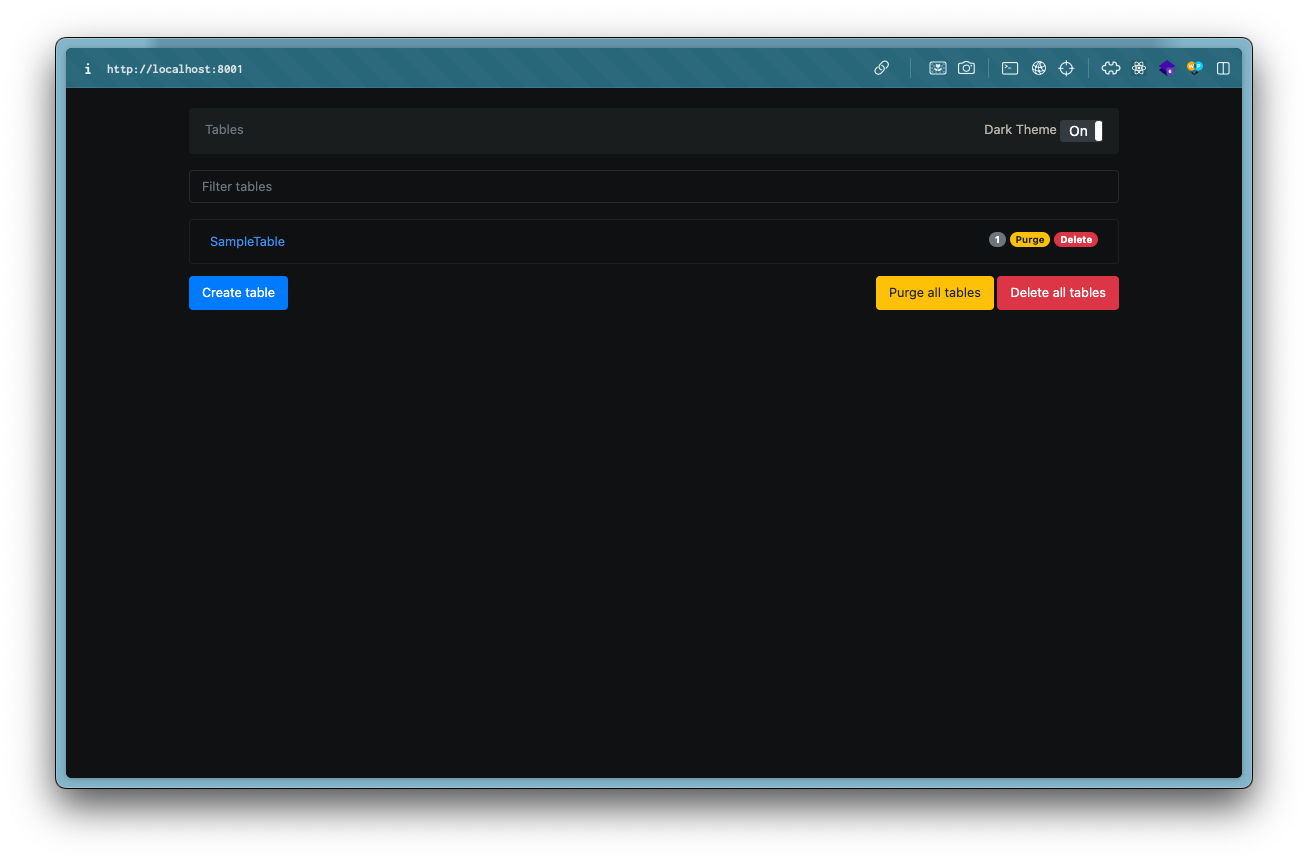 i http://localhost:8001
Tables Dark Theme On
Filter tables
SampleTable 1 Purge Delete
Create table Purge all tables Delete all tables